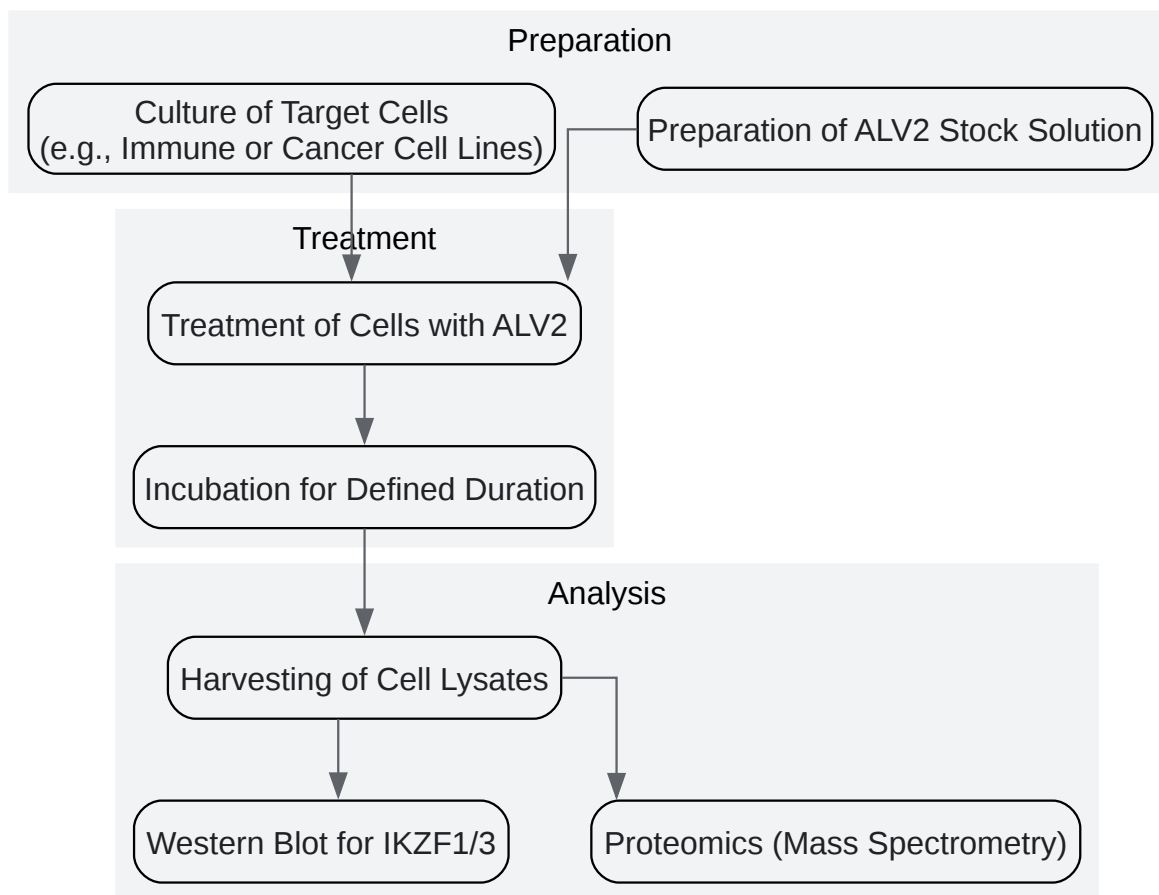 Preparation
Culture of Target Cells
(e.g., Immune or Cancer Cell Lines)
Preparation of ALV2 Stock Solution
Treatment
Treatment of Cells with ALV2
Incubation for Defined Duration
Analysis
Harvesting of Cell Lysates
Western Blot for IKZF1/3
Proteomics (Mass Spectrometry)